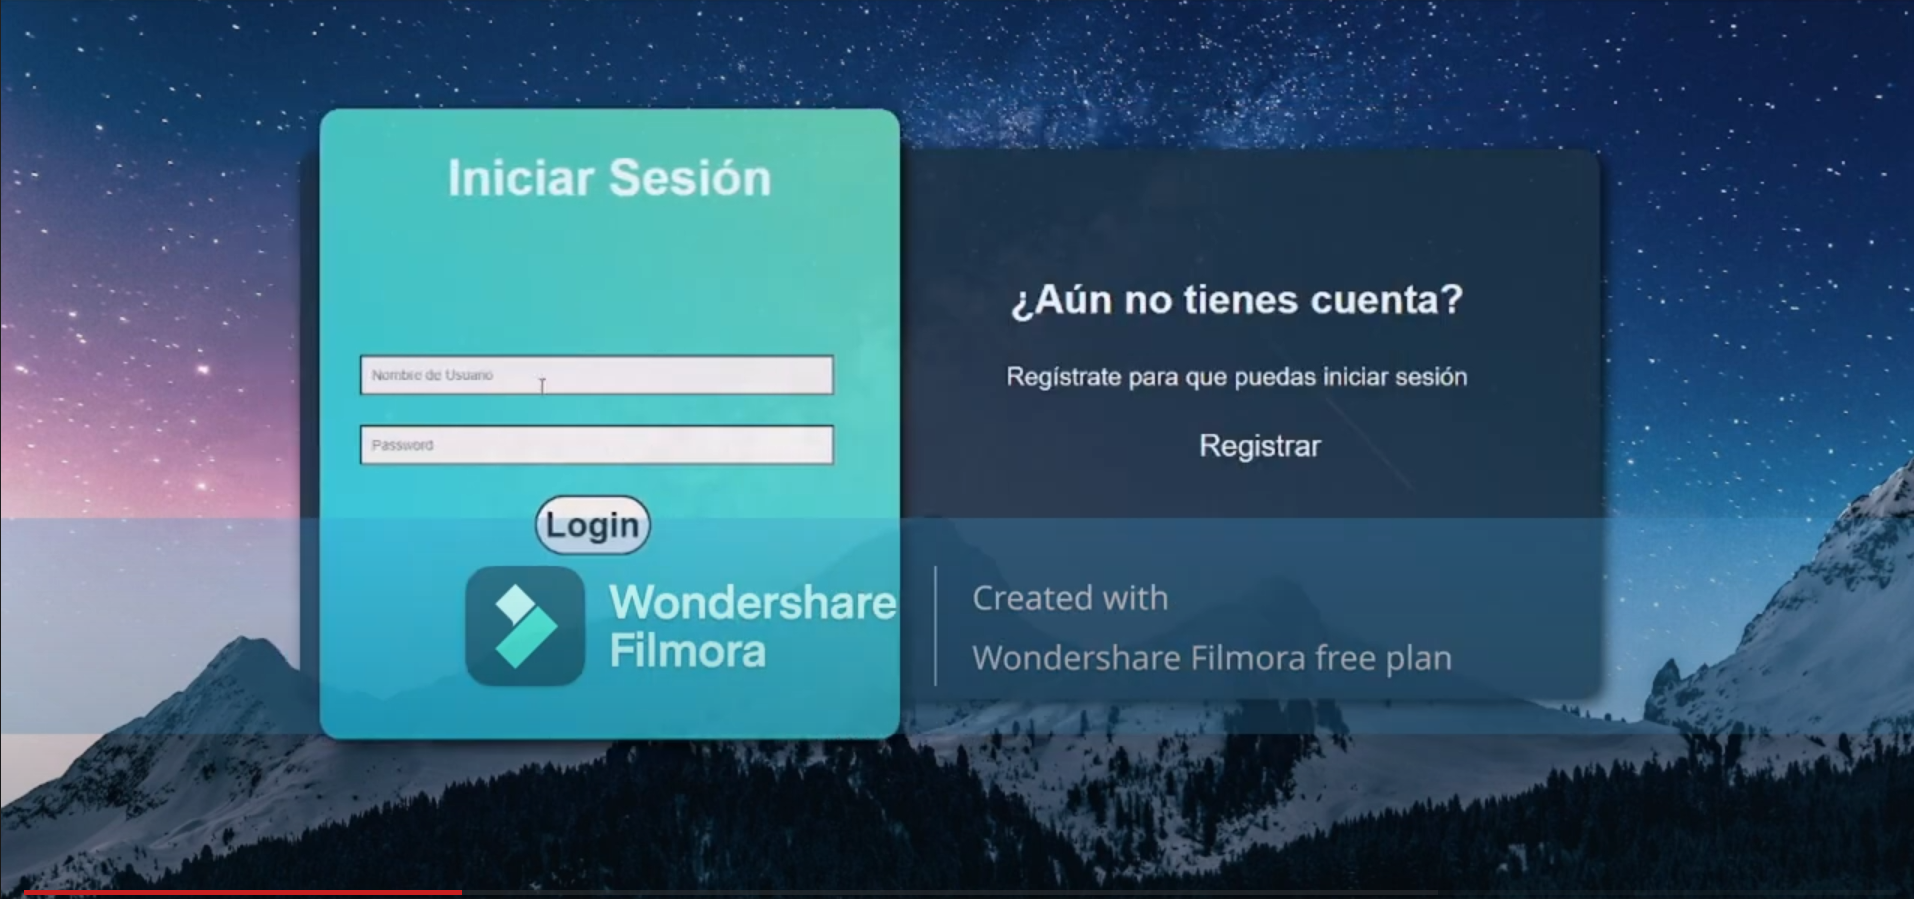 Iniciar Sesión
Nombre de Usuario
Password
Login
¿Aún no tienes cuenta?
Regístrate para que puedas iniciar sesión
Registrar
Wondershare
Filmora
Created with
Wondershare Filmora free plan